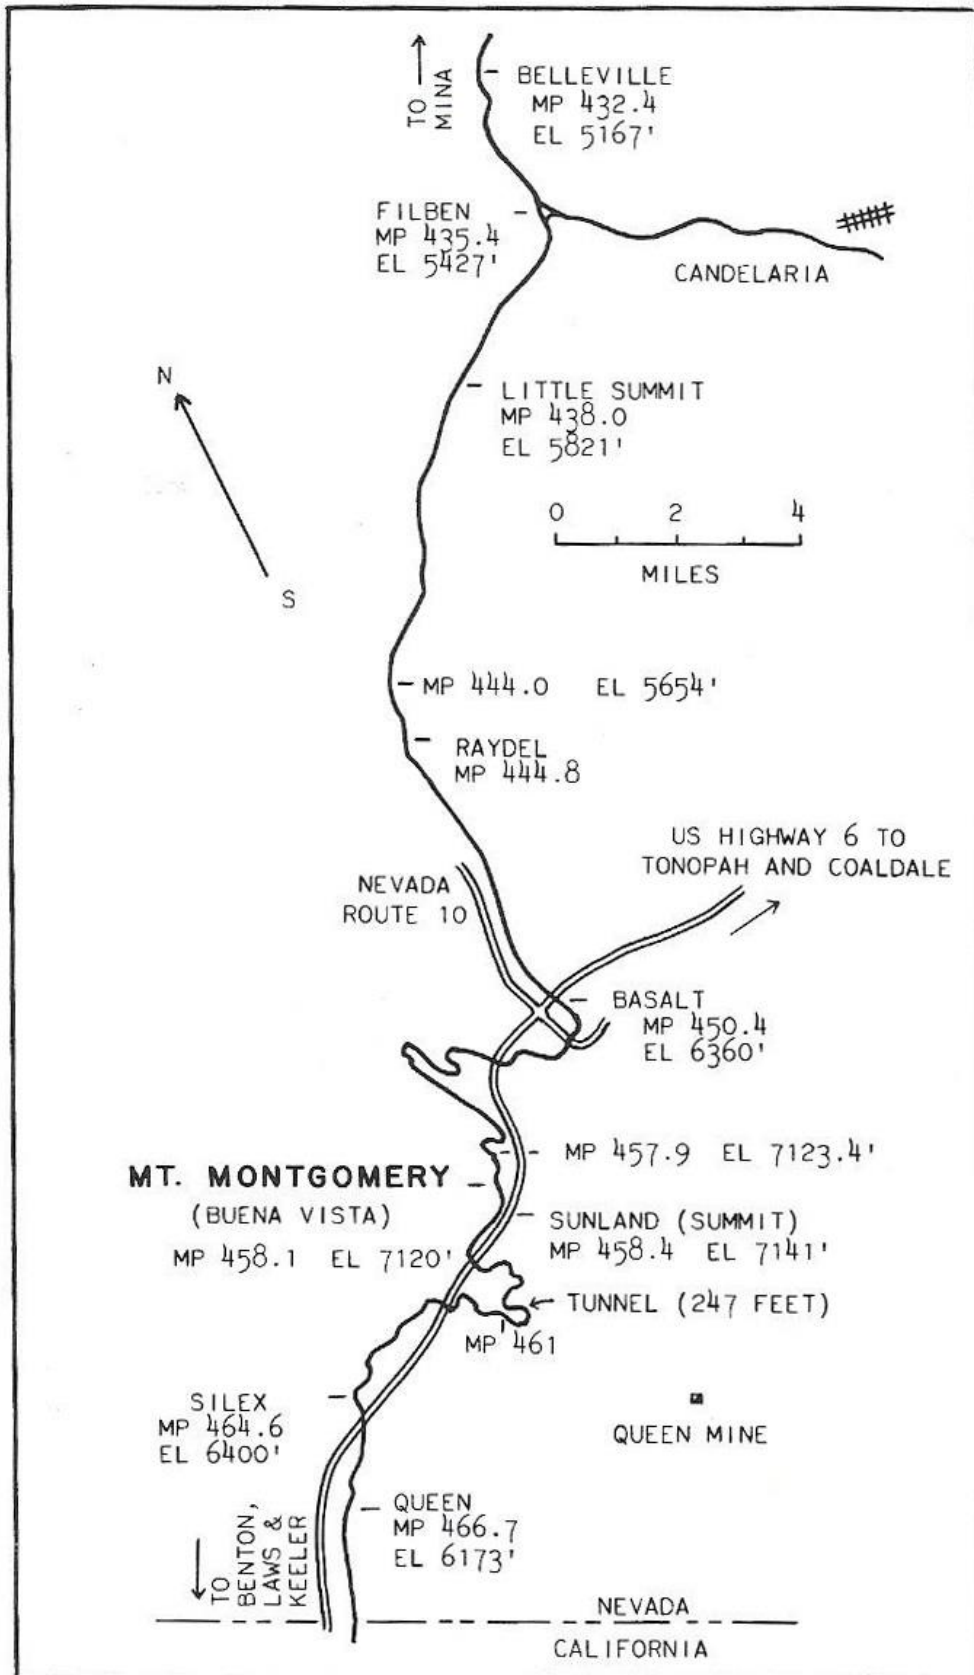 TO
MINA
BELLEVILLE
MP 432.4
EL 5167'
FILBEN
MP 435.4
EL 5427'
CANDELARIA
N
S
LITTLE SUMMIT
MP 438.0
EL 5821'
0 2 4
MILES
MP 444.0 EL 5654'
RAYDEL
MP 444.8
US HIGHWAY 6 TO
TONOPAH AND COALDALE
NEVADA
ROUTE 10
BASALT
MP 450.4
EL 6360'
MP 457.9 EL 7123.4'
MT. MONTGOMERY
(BUENA VISTA)
MP 458.1 EL 7120'
SUNLAND (SUMMIT)
MP 458.4 EL 7141'
TUNNEL (247 FEET)
MP 461
SILEX
MP 464.6
EL 6400'
QUEEN MINE
QUEEN
MP 466.7
EL 6173'
TO
BENTON,
LAWS &
KEELER
NEVADA
CALIFORNIA